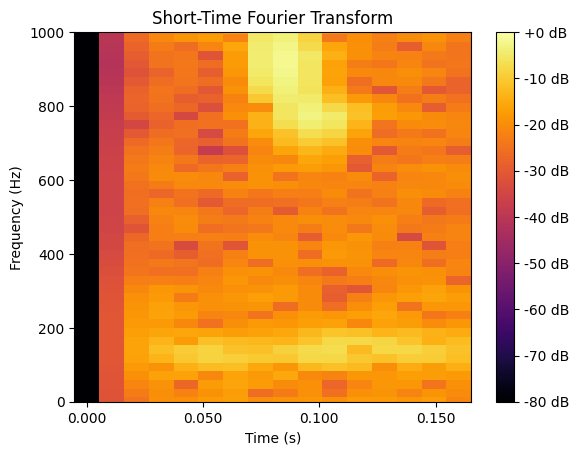 Short-Time Fourier Transform
1000
800
600
400
200
0
Frequency (Hz)
0.000
0.050
0.100
0.150
Time (s)
+0 dB
-10 dB
-20 dB
-30 dB
-40 dB
-50 dB
-60 dB
-70 dB
-80 dB